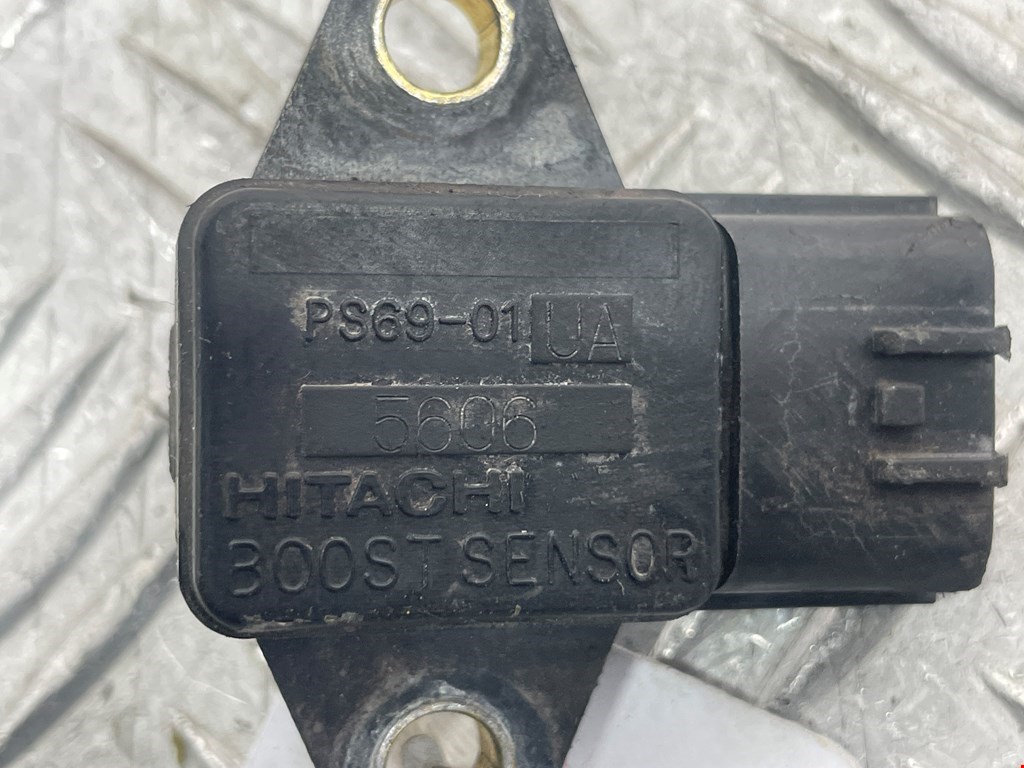 PS69-01 UA
5606
HITACHI
BOOST SENSOR